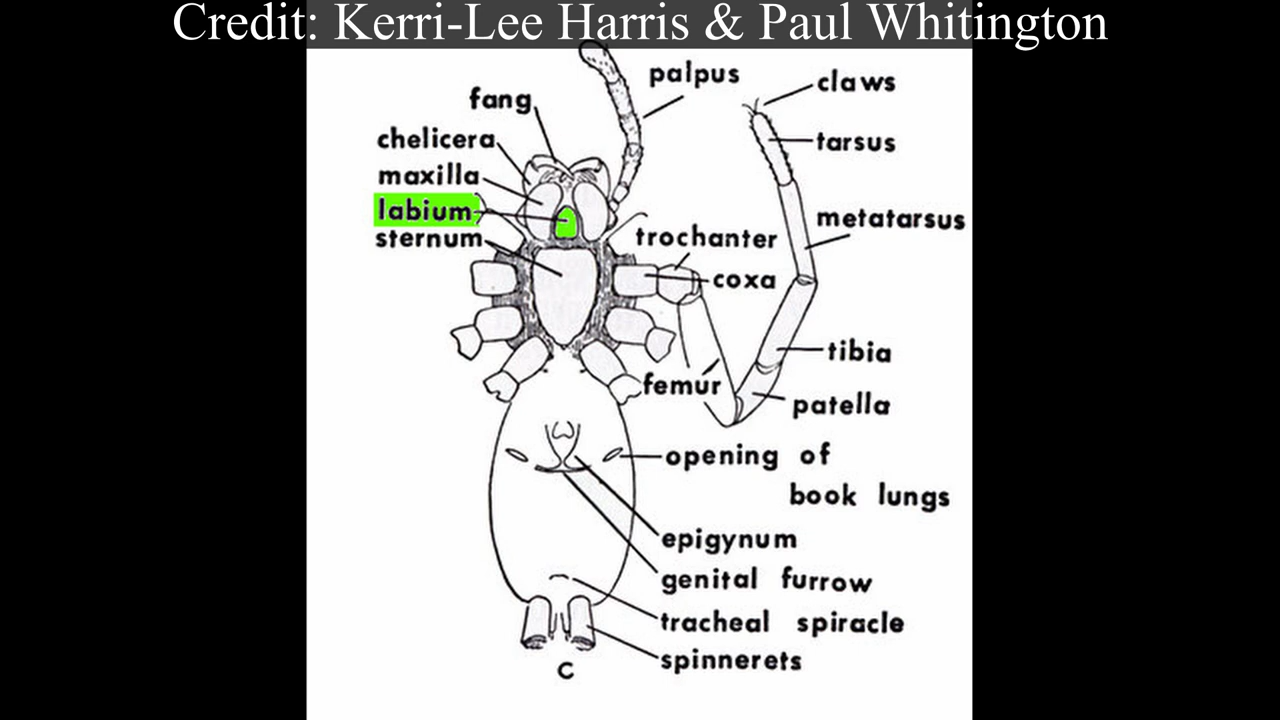 Credit: Kerri-Lee Harris & Paul Whitington
palpus
claws
fang
chelicera
tarsus
maxilla
labium
metatarsus
sternum
trochanter
coxa
tibia
femur
patella
opening of
book lungs
epigynum
genital furrow
tracheal spiracle
spinnerets
C